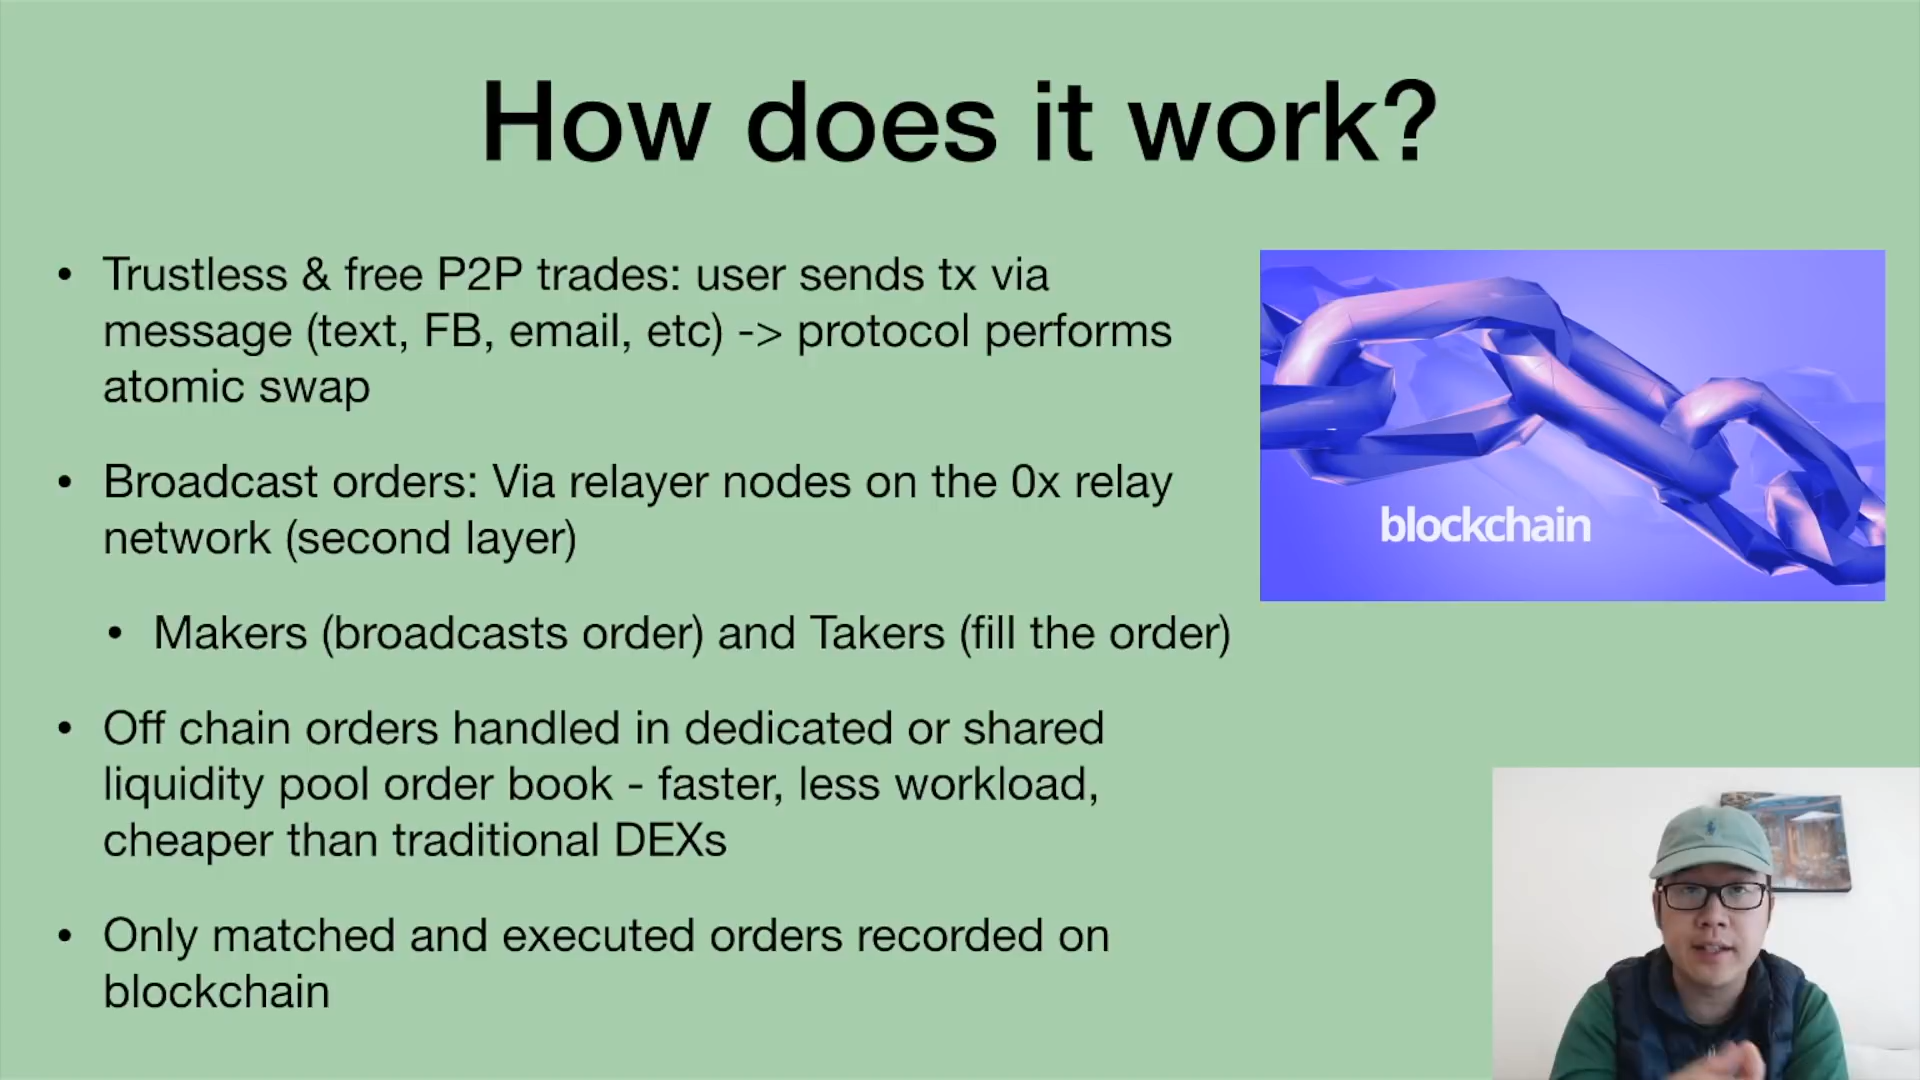 How does it work?
• Trustless & free P2P trades: user sends tx via
message (text, FB, email, etc) -> protocol performs
atomic swap
• Broadcast orders: Via relayer nodes on the 0x relay
network (second layer)
• Makers (broadcasts order) and Takers (fill the order)
• Off chain orders handled in dedicated or shared
liquidity pool order book - faster, less workload,
cheaper than traditional DEXs
• Only matched and executed orders recorded on
blockchain
blockchain